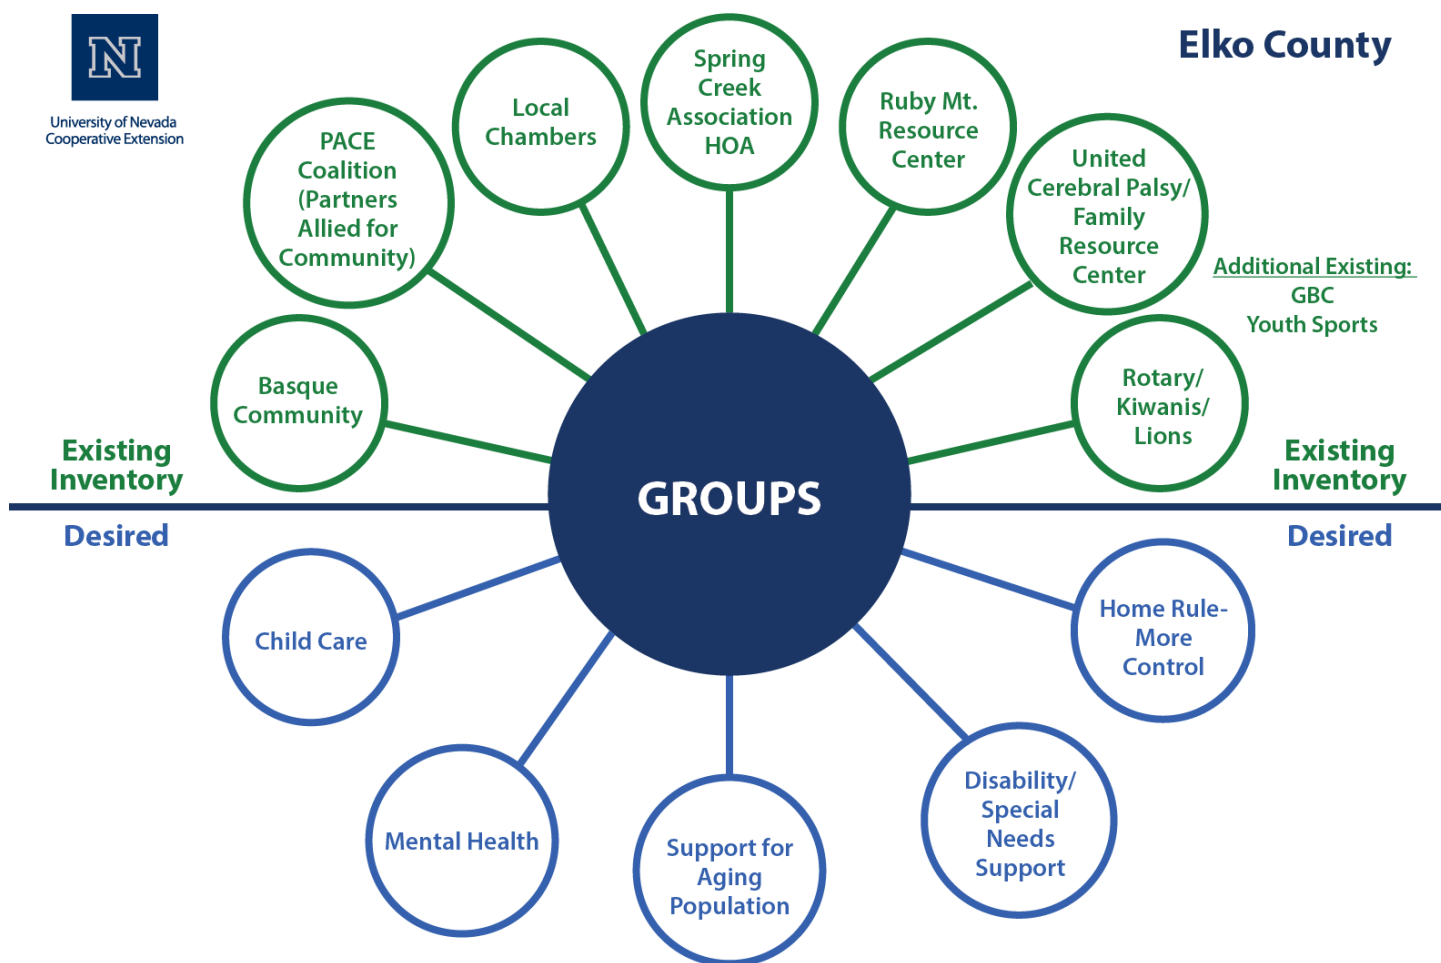 N
University of Nevada
Cooperative Extension
Elko County
Basque
Community
PACE
Coalition
(Partners
Allied for
Community)
Local
Chambers
Spring
Creek
Association
HOA
Ruby Mt.
Resource
Center
United
Cerebral Palsy/
Family
Resource
Center
Additional Existing:
GBC
Youth Sports
Rotary/
Kiwanis/
Lions
Existing
Inventory
Existing
Inventory
GROUPS
Desired
Desired
Child Care
Mental Health
Support for
Aging
Population
Disability/
Special
Needs
Support
Home Rule-
More
Control